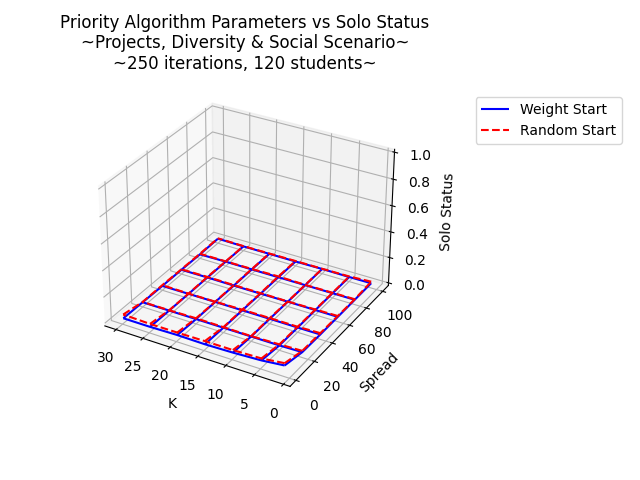 Priority Algorithm Parameters vs Solo Status
~Projects, Diversity & Social Scenario~
~250 iterations, 120 students~
Weight Start
Random Start
1.0
0.8
0.6
0.4
0.2
0.0
Solo Status
100
80
60
40
20
0
Spread
30
25
20
15
10
5
0
K